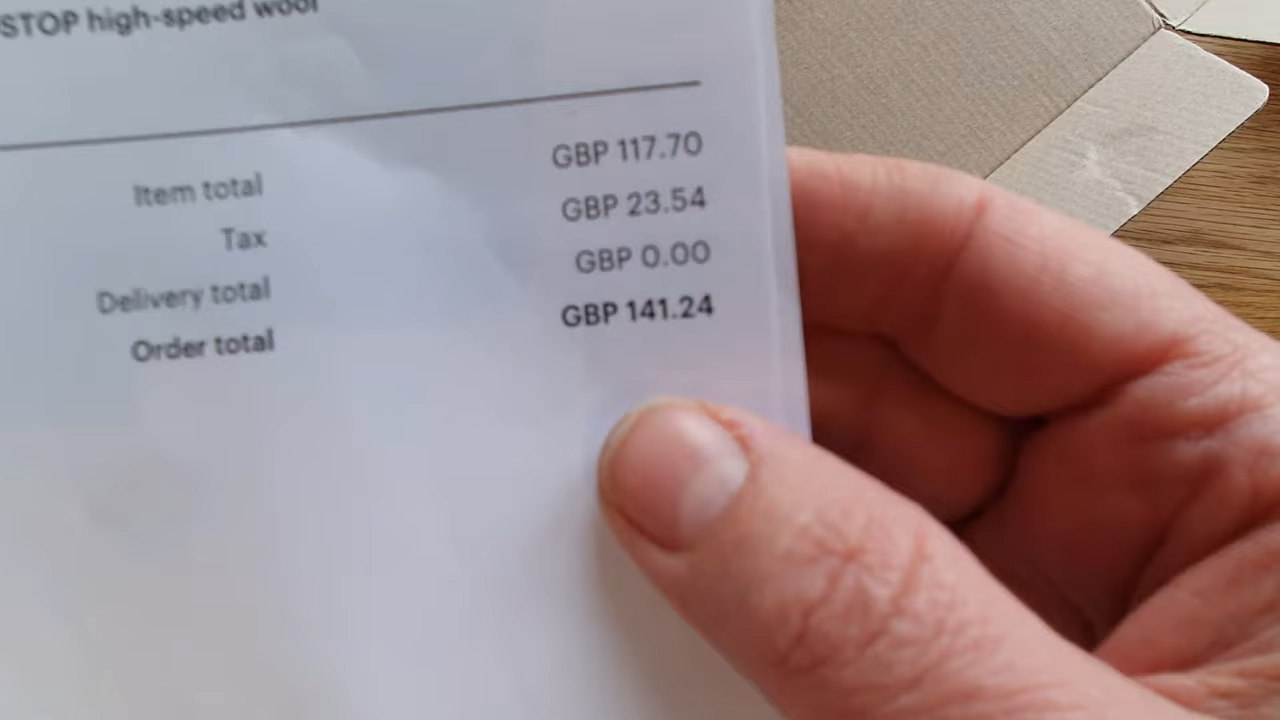 STOP high-speed wool
Item total GBP 117.70
Tax GBP 23.54
Delivery total GBP 0.00
Order total GBP 141.24